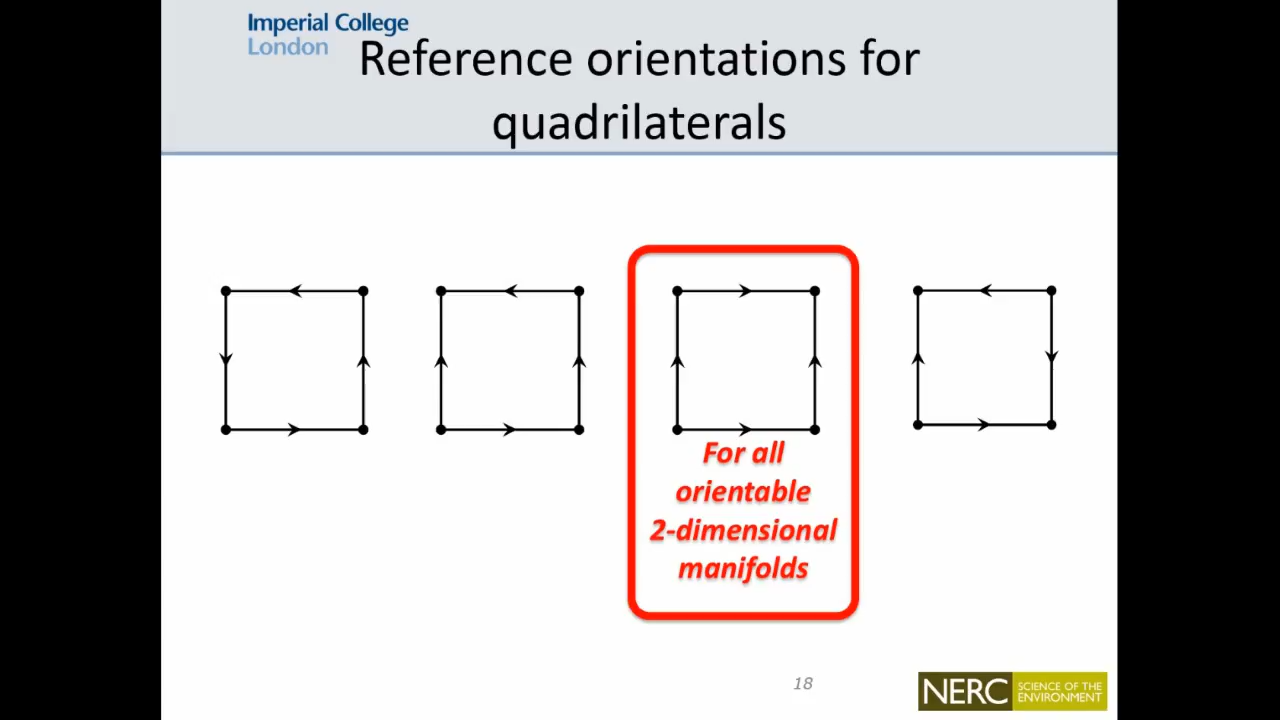 Imperial College
London
Reference orientations for
quadrilaterals
For all
orientable
2-dimensional
manifolds
18
NERC
SCIENCE OF THE
ENVIRONMENT